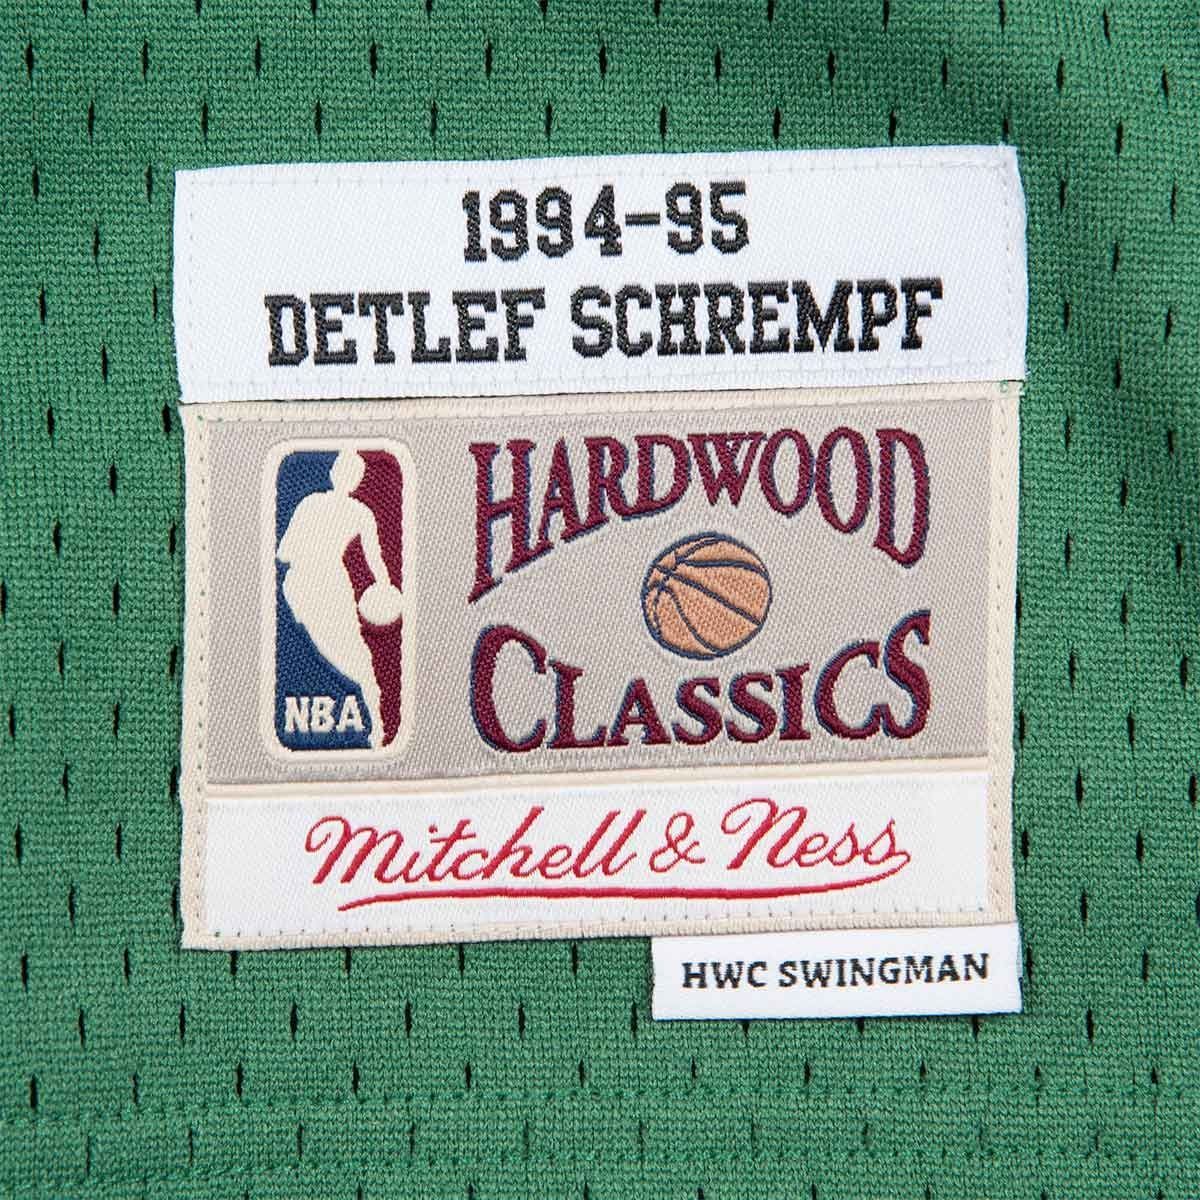 1994-95
DETLEF SCHREMPF
HARDWOOD
CLASSICS
NBA
Mitchell & Ness
HWC SWINGMAN